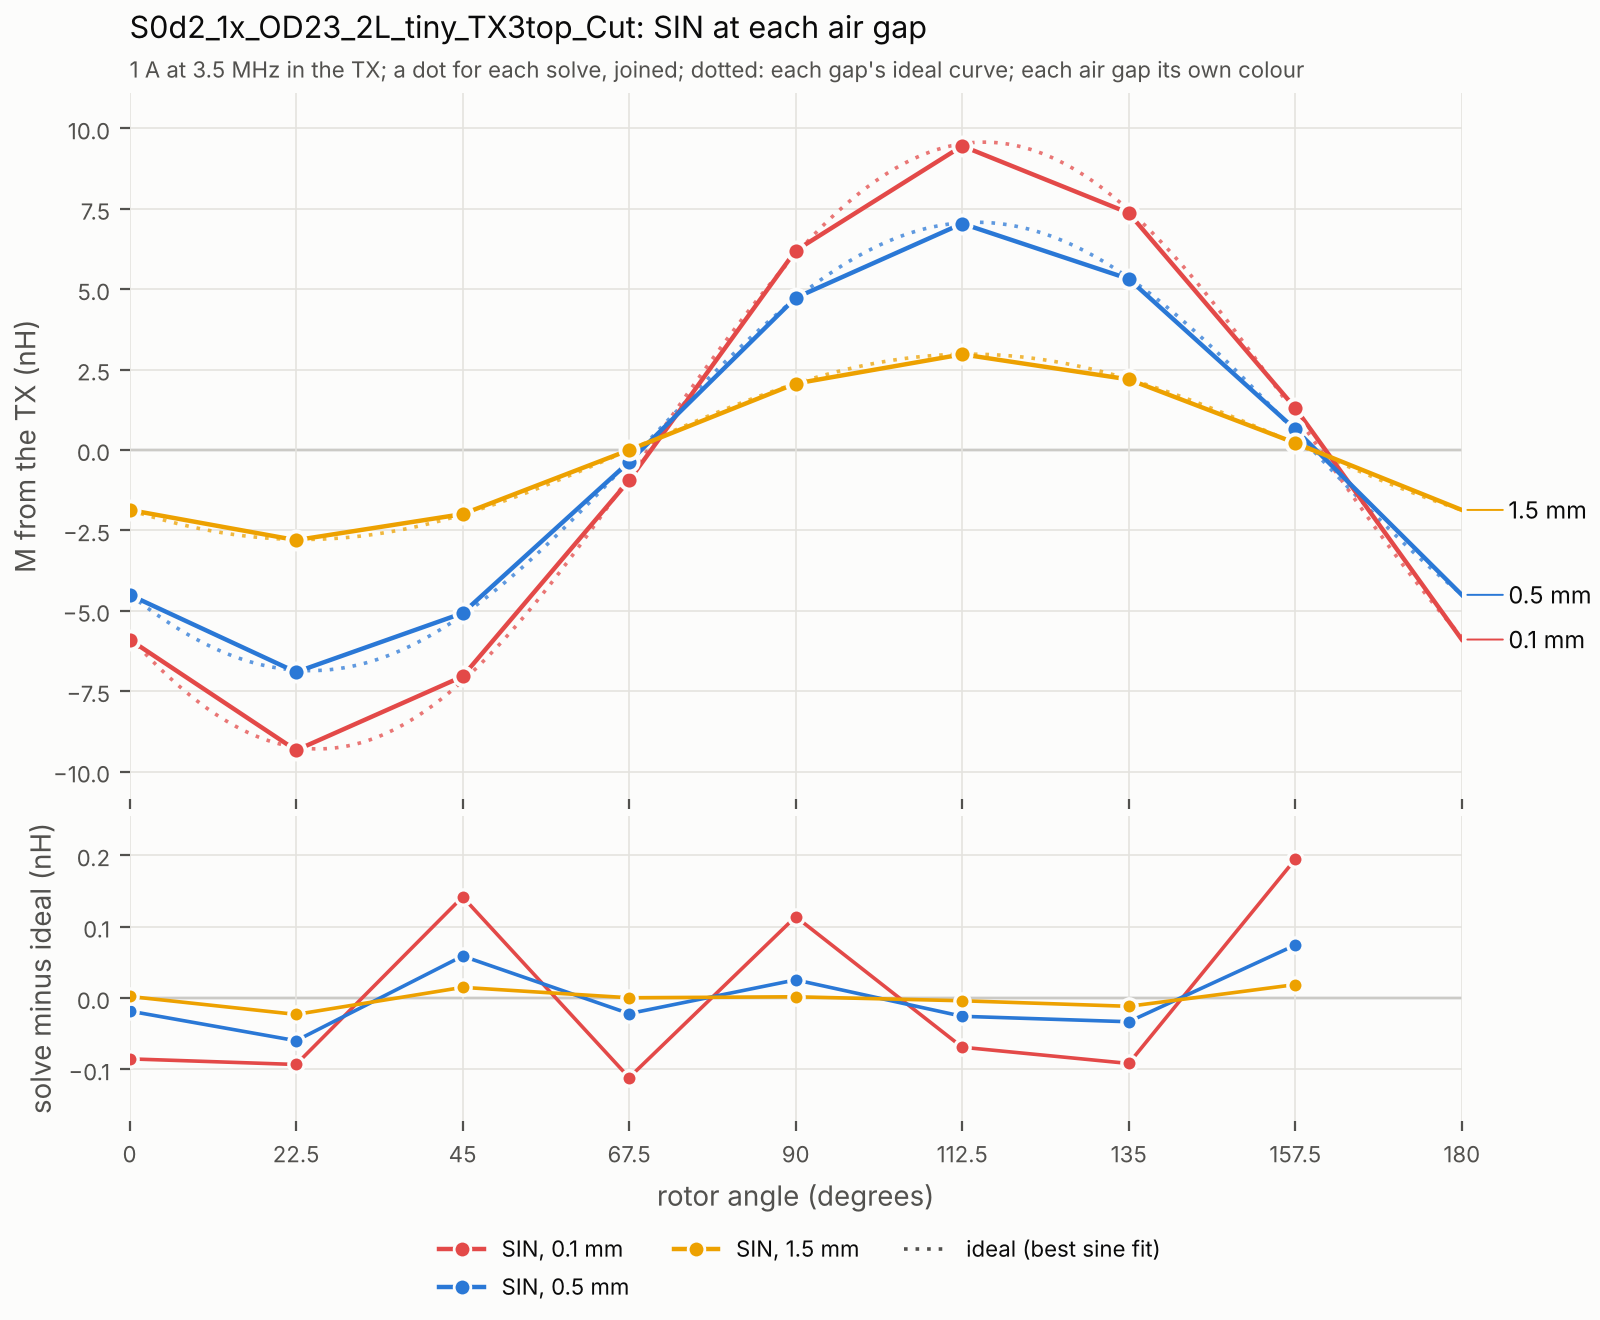 S0d2_1x_OD23_2L_tiny_TX3top_Cut: SIN at each air gap
1 A at 3.5 MHz in the TX; a dot for each solve, joined; dotted: each gap's ideal curve; each air gap its own colour
M from the TX (nH)
10.0
7.5
5.0
2.5
0.0
−2.5
−5.0
−7.5
−10.0
1.5 mm
0.5 mm
0.1 mm
solve minus ideal (nH)
0.2
0.1
0.0
−0.1
0 22.5 45 67.5 90 112.5 135 157.5 180
rotor angle (degrees)
SIN, 0.1 mm SIN, 1.5 mm ideal (best sine fit)
SIN, 0.5 mm